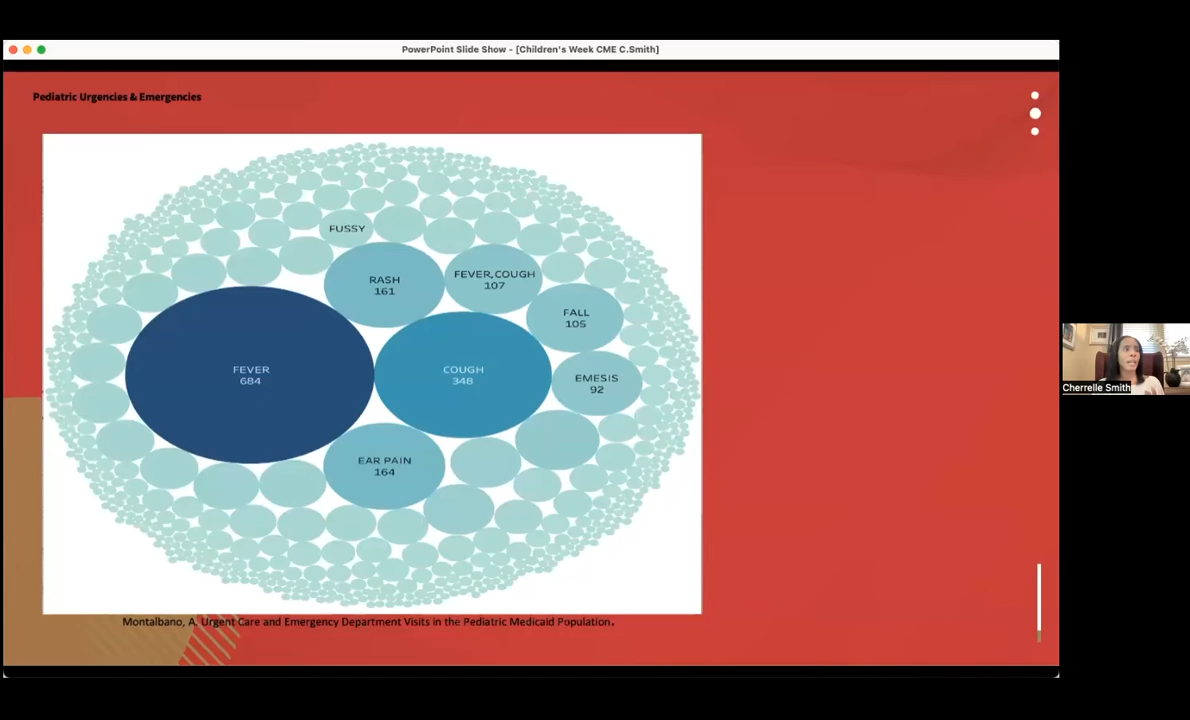 PowerPoint Slide Show - [Children's Week CME C.Smith]
Pediatric Urgencies & Emergencies
FUSSY
RASH
161
FEVER, COUGH
107
FALL
105
FEVER
684
COUGH
348
EMESIS
92
EAR PAIN
164
Montalbano, A. Urgent Care and Emergency Department Visits in the Pediatric Medicaid Population.
Cherrelle Smith